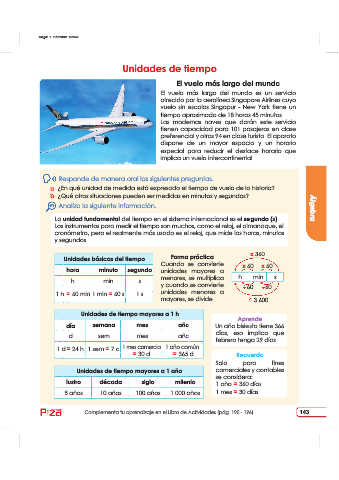 Unidades de tiempo
El vuelo más largo del mundo
El vuelo más largo del mundo es un servicio
ofrecido por la aerolínea Singapore Airlines cuyo
vuelo sin escalas Singapur - New York tiene un
tiempo aproximado de 18 horas 45 minutos
Los modernos naves que darán este servicio
tienen capacidad para 101 pasajeros en clase
preferencial y otros 94 en clase turista El aparato
dispone de un mayor espacio y un horario
especial para reducir el desfase horario que
implica un vuelo intercontinental
Responde de manera oral las siguientes preguntas.
a ¿En qué unidad de medida está expresado el tiempo de vuelo de la historia?
b ¿Qué otras situaciones pueden ser medidas en minutos y segundos?
Analiza la siguiente información.
La unidad fundamental del tiempo en el sistema internacional es el segundo (s)
Los instrumentos para medir el tiempo son muchos, como el reloj, el almanaque, el
cronómetro, pero el realmente más usado es el reloj, que mide las horas, minutos
y segundos
Unidades básicas del tiempo
hora minuto segundo
h min s
1 h = 60 min 1 min = 60 s 1 s
Forma práctica
Cuando se convierte
unidades mayores a
menores, se multiplica
y cuando se convierte
unidades menores a
mayores, se divide
x 60 x 60
h min s
÷60 ÷60
÷ 3 600
Unidades de tiempo mayores a 1 h
día semana mes año
d sem mes año
1 d = 24 h 1 sem = 7 d 1 mes comercial = 30 d 1 año común = 365 d
Aprende
Un año bisiesto tiene 366
días, eso implica que
febrero tenga 29 días
Unidades de tiempo mayores a 1 año
lustro década siglo milenio
5 años 10 años 100 años 1 000 años
Recuerda
Solo para fines
comerciales y contables
se considera:
1 año = 360 días
1 mes = 30 días
Álgebra
Complementa tu aprendizaje en el Libro de Actividades
143